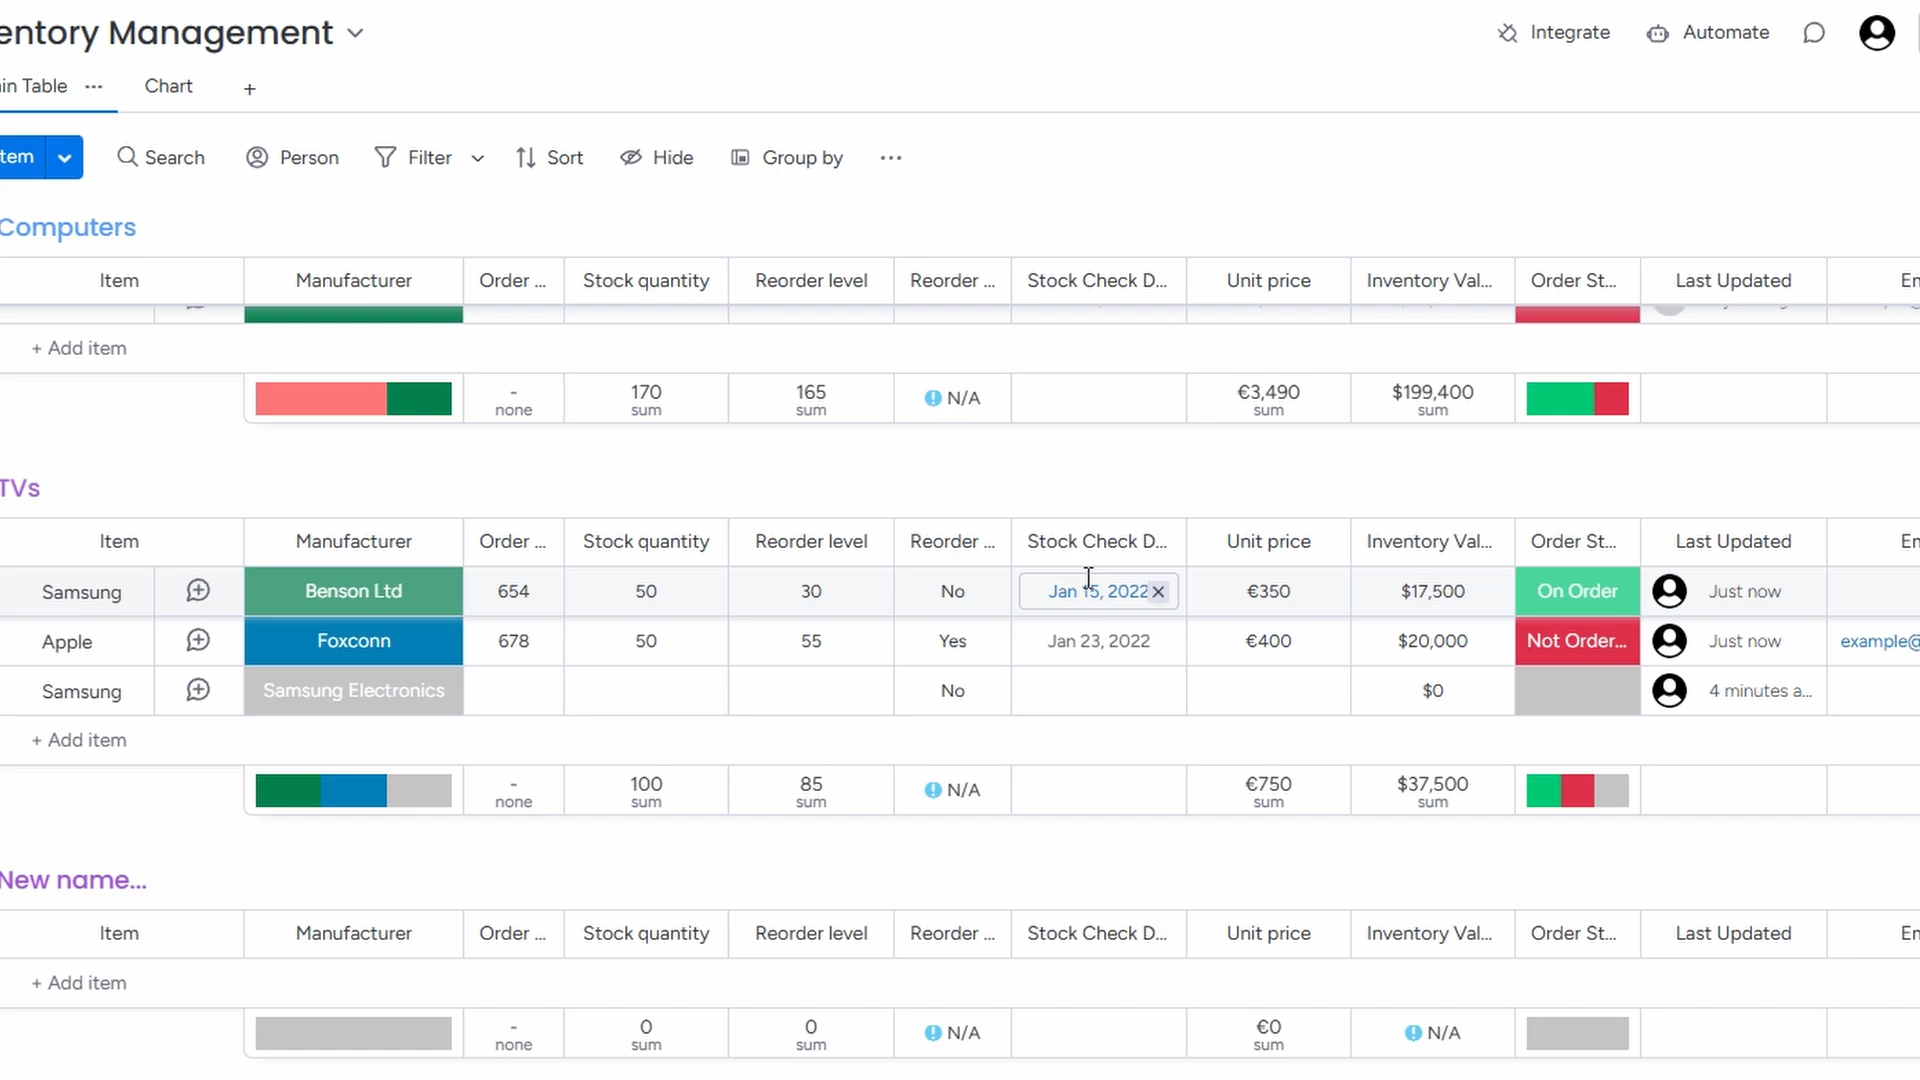 entory Management
Integrate Automate
in Table ... Chart +
tem Search Person Filter Sort Hide Group by ...
Computers
Item Manufacturer Order ... Stock quantity Reorder level Reorder ... Stock Check D... Unit price Inventory Val... Order St... Last Updated En
+ Add item
- 170 165 N/A €3,490 $199,400
none sum sum sum sum
TVs
Item Manufacturer Order ... Stock quantity Reorder level Reorder ... Stock Check D... Unit price Inventory Val... Order St... Last Updated En
Samsung Benson Ltd 654 50 30 No Jan 15, 2022 €350 $17,500 On Order Just now
Apple Foxconn 678 50 55 Yes Jan 23, 2022 €400 $20,000 Not Order... Just now example@
Samsung Samsung Electronics No $0 4 minutes a...
+ Add item
- 100 85 N/A €750 $37,500
none sum sum sum sum
New name...
Item Manufacturer Order ... Stock quantity Reorder level Reorder ... Stock Check D... Unit price Inventory Val... Order St... Last Updated En
+ Add item
- 0 0 N/A €0 N/A
none sum sum sum